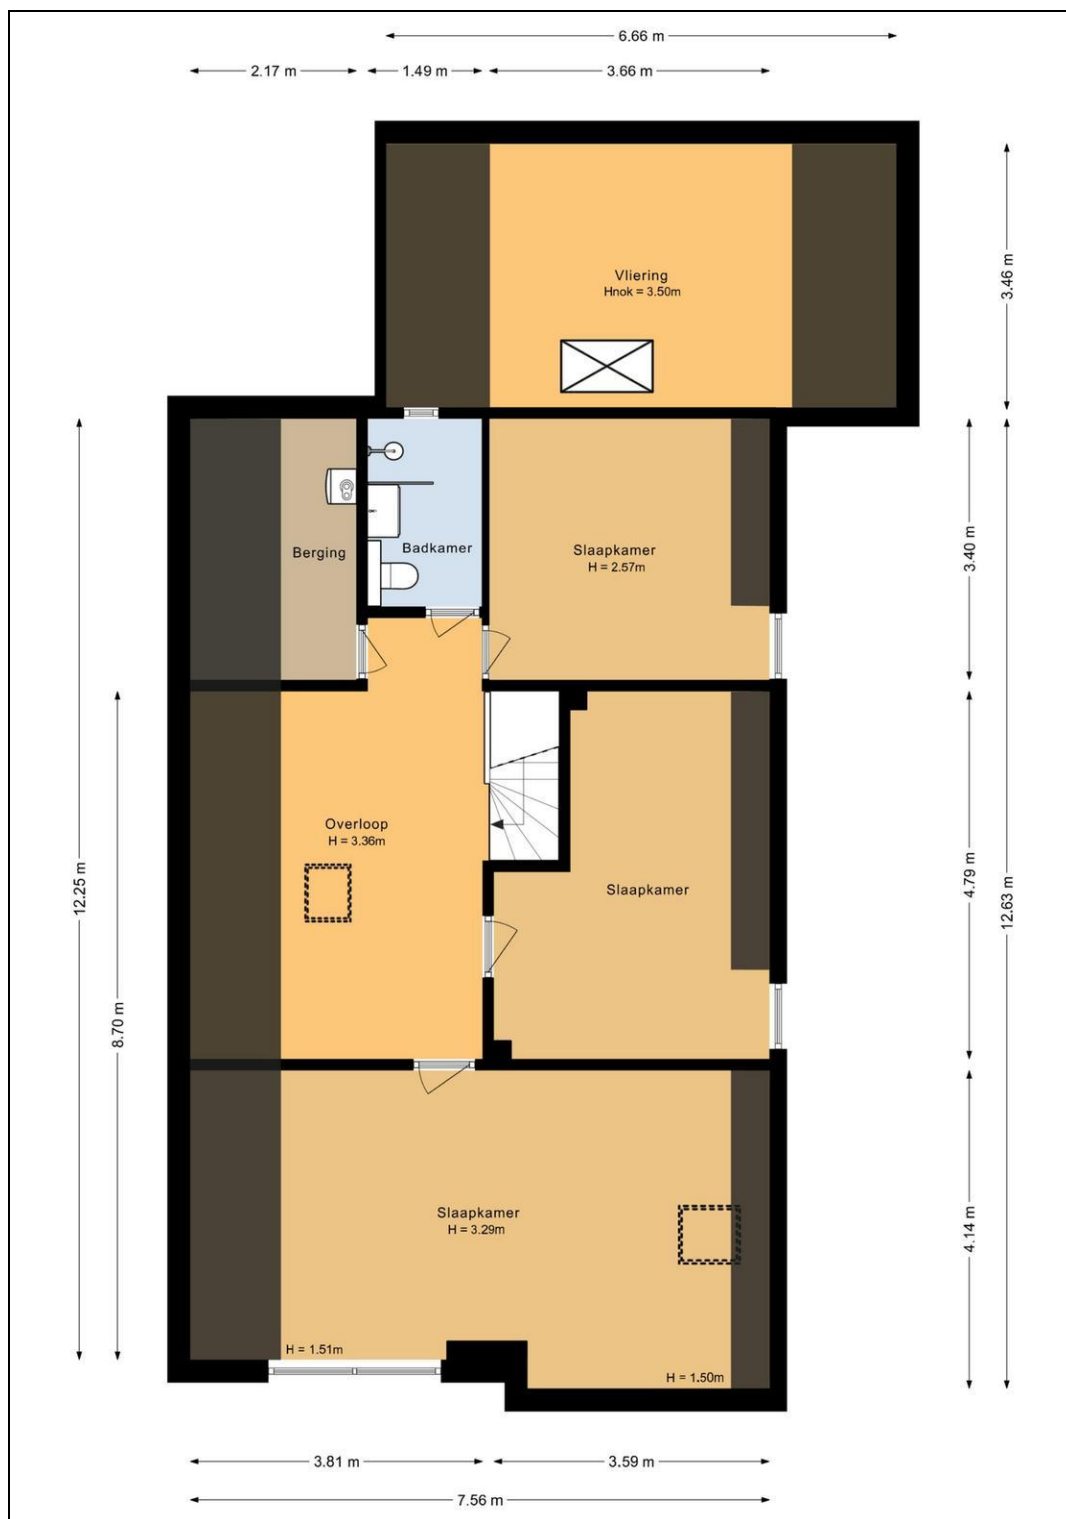 6.66 m
2.17 m
1.49 m
3.66 m
Vliering
Hnok = 3.50m
3.46 m
Berging
Badkamer
Slaapkamer
H = 2.57m
3.40 m
Overloop
H = 3.36m
Slaapkamer
12.25 m
4.79 m
12.63 m
8.70 m
Slaapkamer
H = 3.29m
4.14 m
H = 1.51m
H = 1.50m
3.81 m
3.59 m
7.56 m